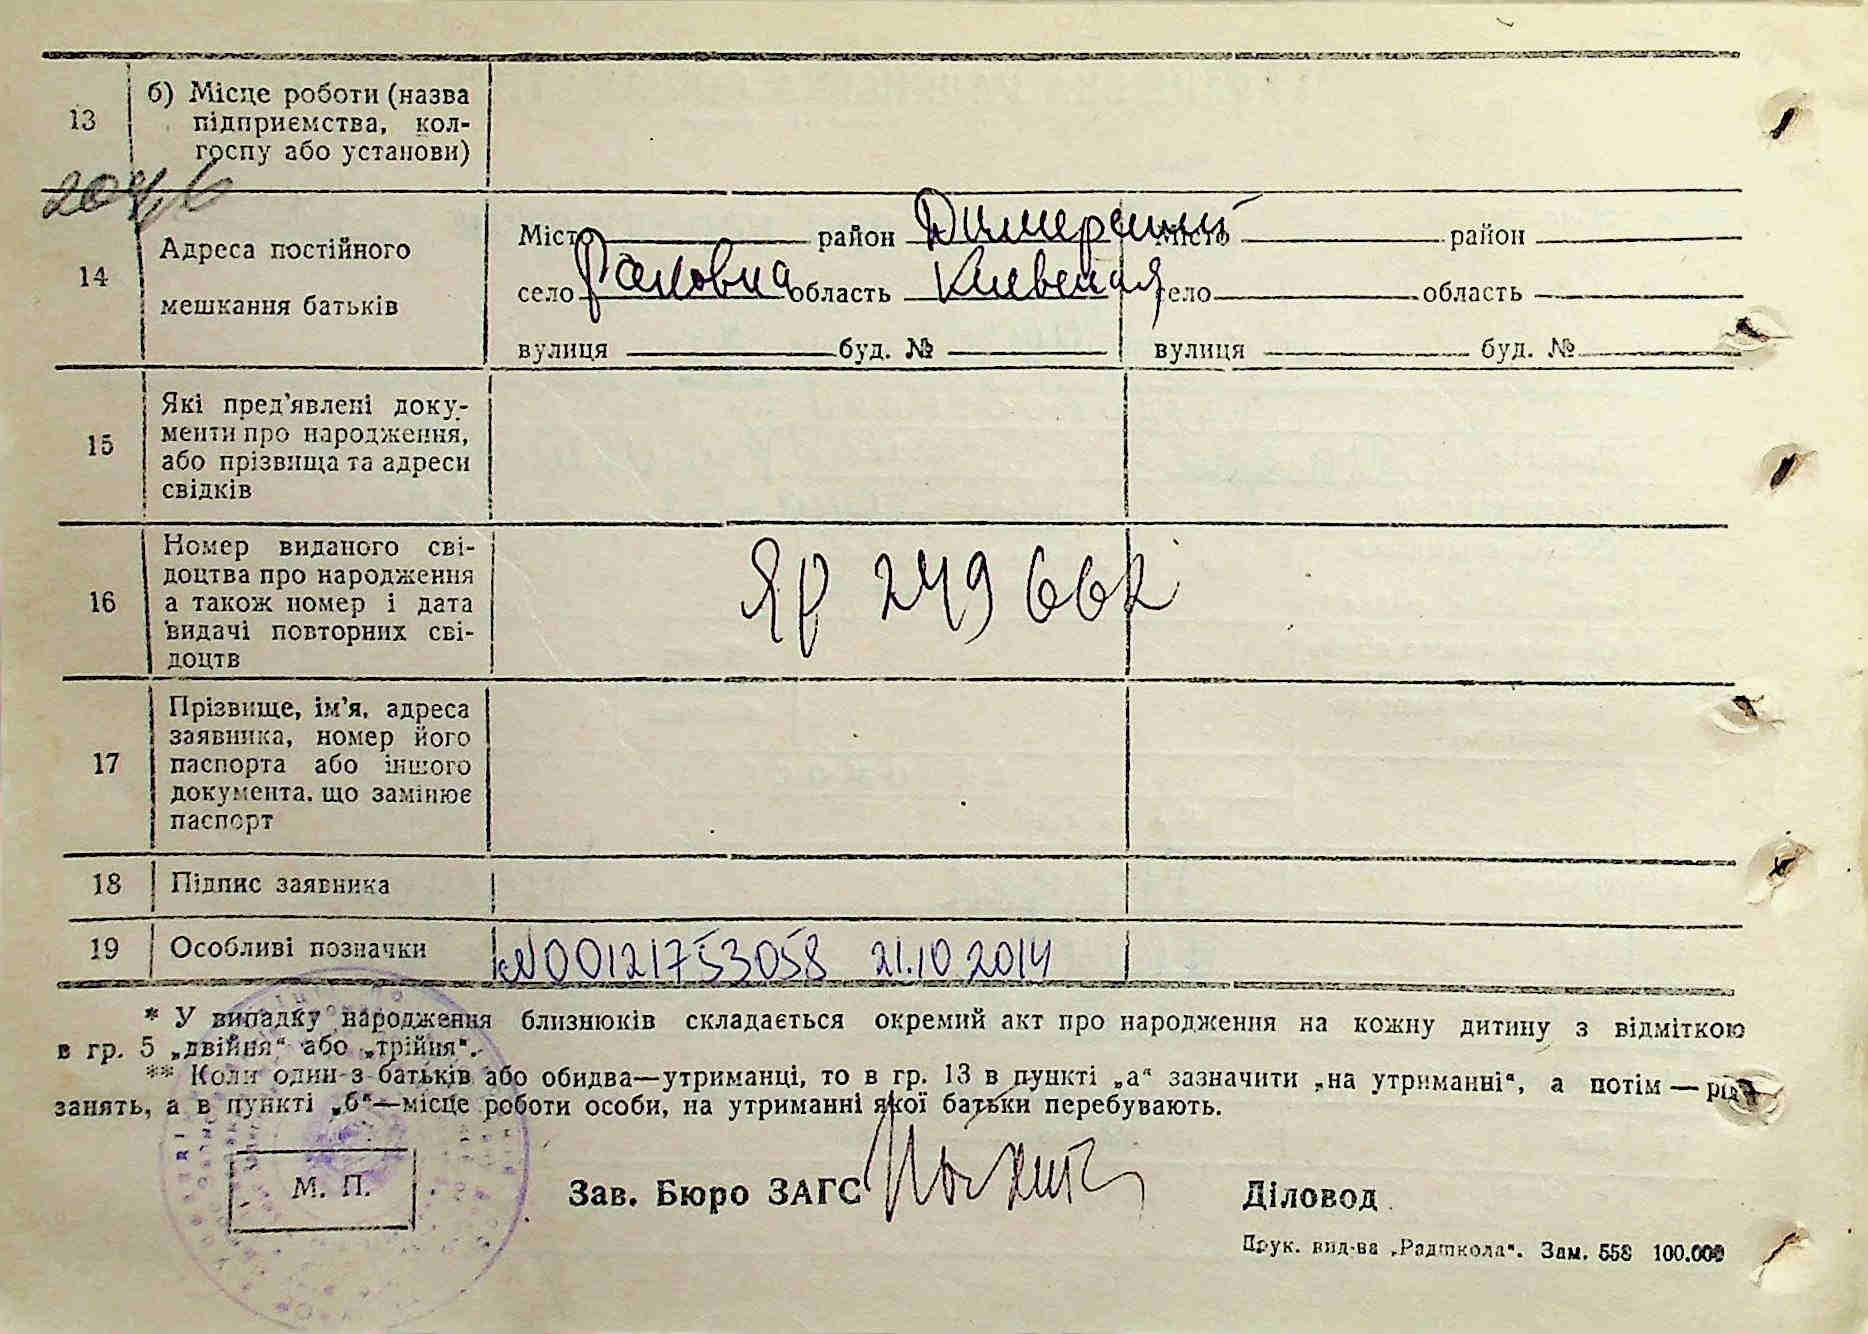 13 б) Місце роботи (назва
підприємства, кол-
госпу або установи)
14 Адреса постійного
мешкання батьків
Місто район Димерский
село Раковка область Киевская
вулиця буд. №
Місто район
село область
вулиця буд. №
15 Які пред'явлені доку-
менти про народження,
або прізвища та адреси
свідків
16 Номер виданого сві-
доцтва про народження
а також номер і дата
видачі повторних сві-
доцтв
ЯР 249662
17 Прізвище, ім'я, адреса
заявника, номер його
паспорта або іншого
документа, що замінює
паспорт
18 Підпис заявника
19 Особливі позначки N00121753058 21.10.2014
* У випадку народження близнюків складається окремий акт про народження на кожну дитину з відміткою
в гр. 5 „двійня“ або „трійня“.
** Коли один з батьків або обидва—утриманці, то в гр. 13 в пункті „а“ зазначити „на утриманні“, а потім — рід
занять, а в пункті „б“—місце роботи особи, на утриманні якої батьки перебувають.
М. П.
Зав. Бюро ЗАГС
Діловод
Друк. вид-ва „Радшкола“. Зам. 558 100.000